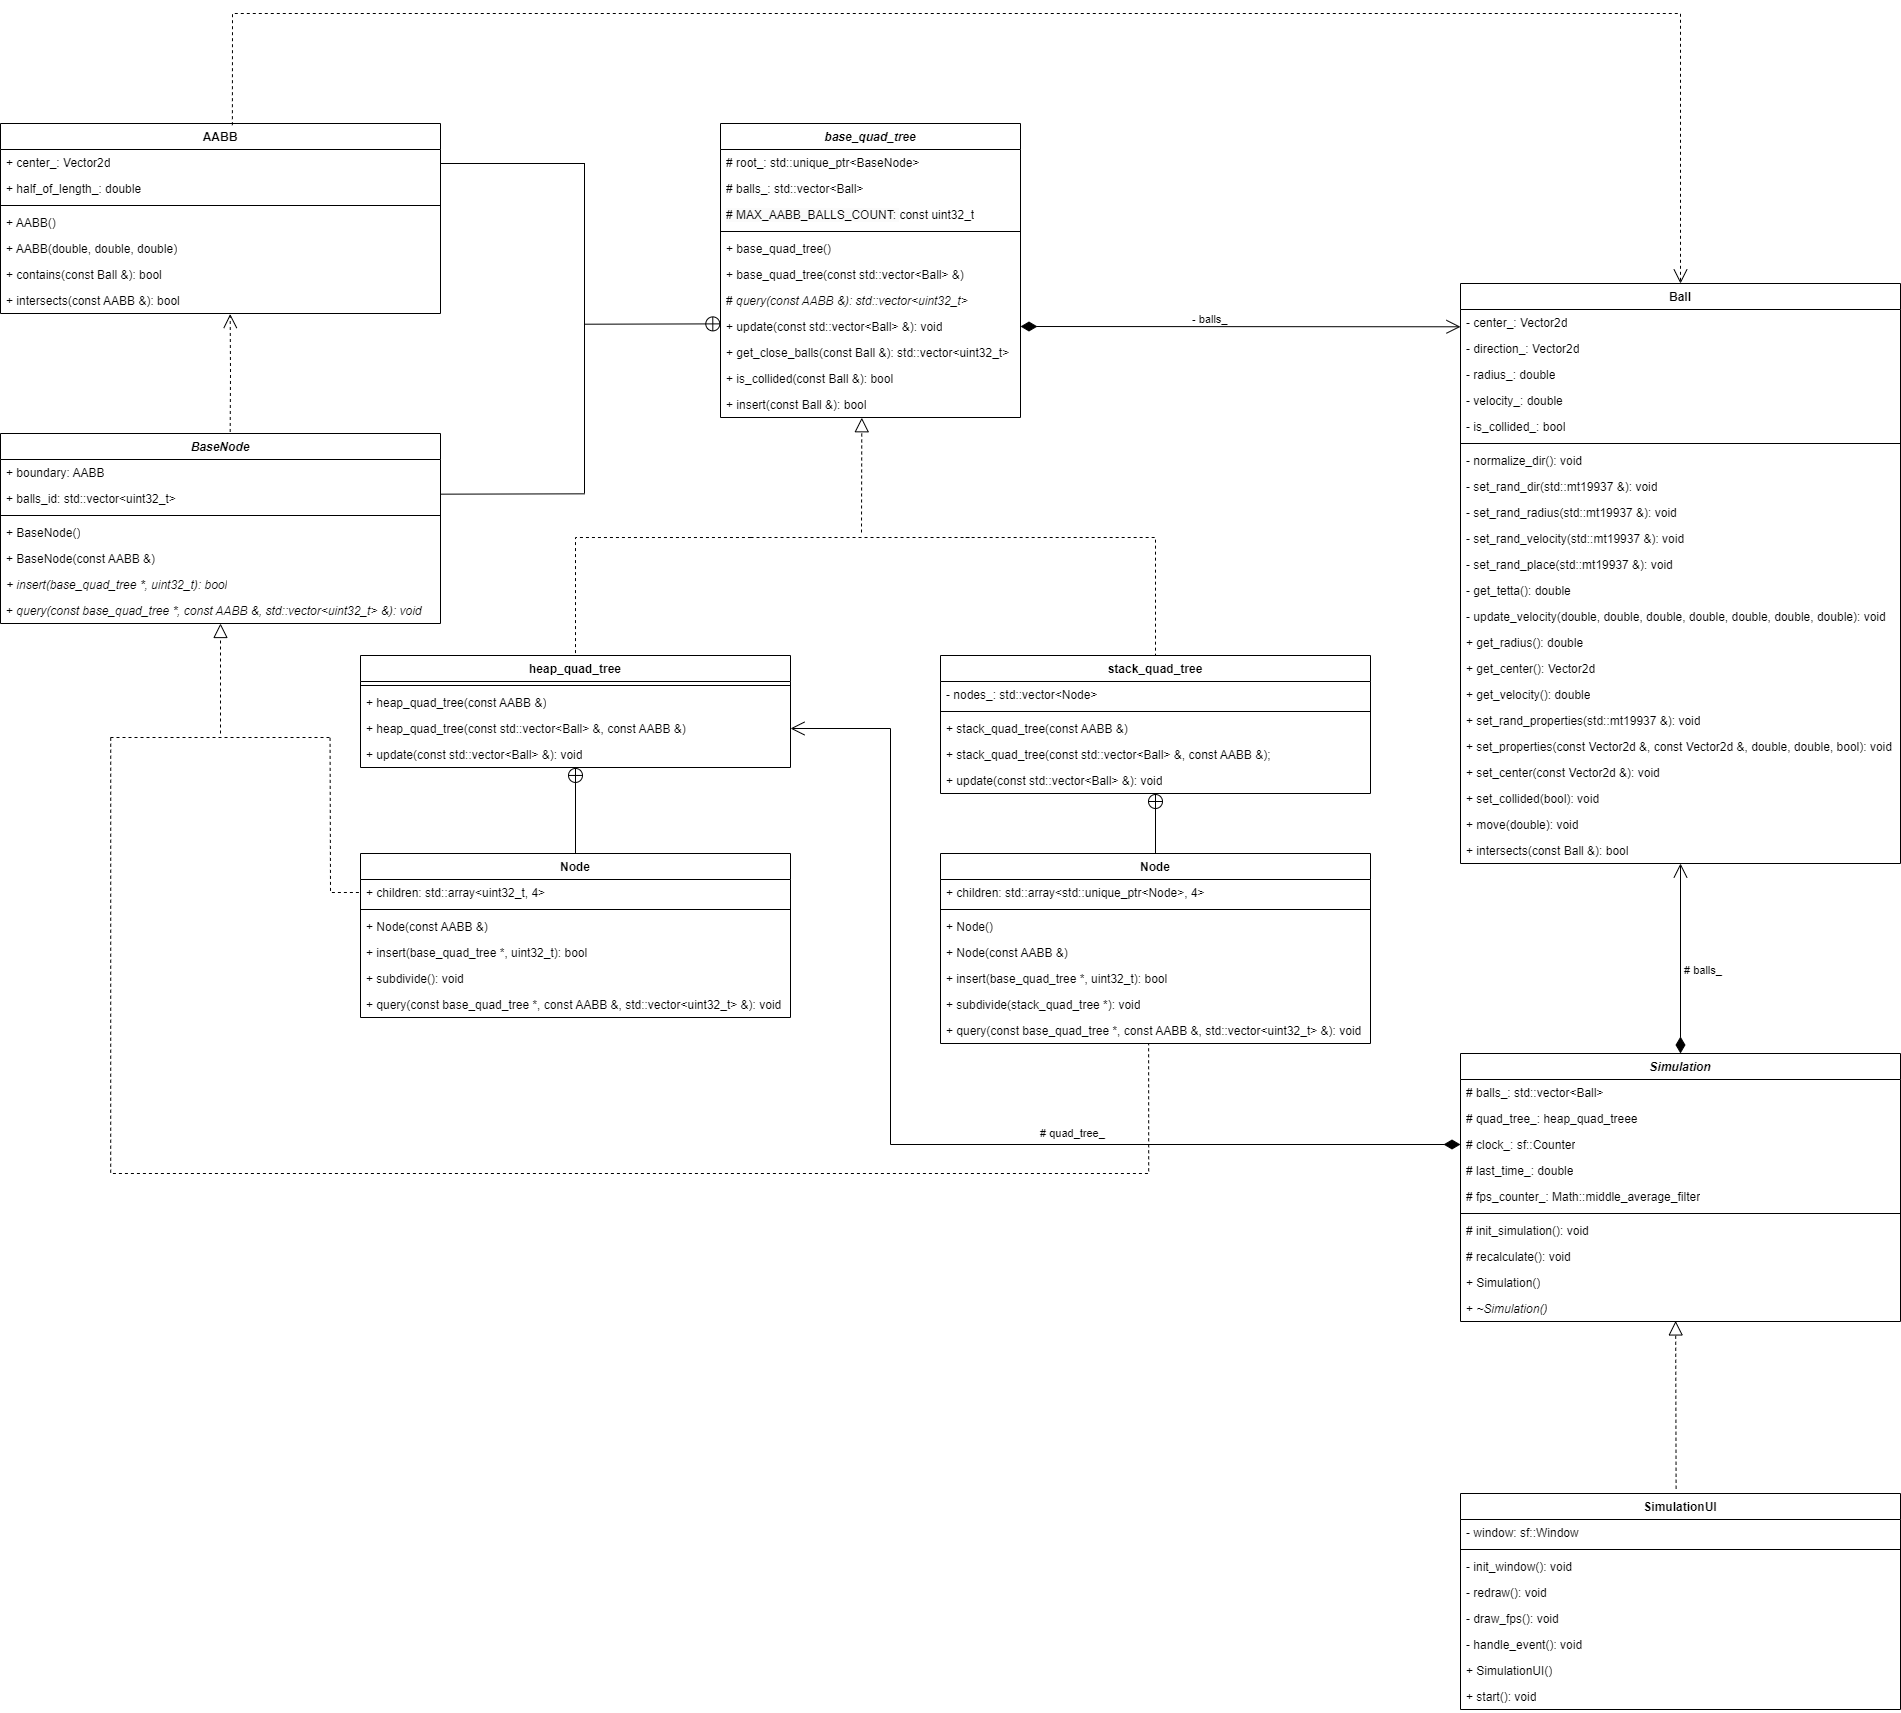 AABB
+ center_: Vector2d
+ half_of_length_: double
+ AABB()
+ AABB(double, double, double)
+ contains(const Ball &): bool
+ intersects(const AABB &): bool
base_quad_tree
# root_: std::unique_ptr<BaseNode>
# balls_: std::vector<Ball>
# MAX_AABB_BALLS_COUNT: const uint32_t
+ base_quad_tree()
+ base_quad_tree(const std::vector<Ball> &)
# query(const AABB &): std::vector<uint32_t>
+ update(const std::vector<Ball> &): void
+ get_close_balls(const Ball &): std::vector<uint32_t>
+ is_collided(const Ball &): bool
+ insert(const Ball &): bool
- balls_
Ball
- center_: Vector2d
- direction_: Vector2d
- radius_: double
- velocity_: double
- is_collided_: bool
- normalize_dir(): void
- set_rand_dir(std::mt19937 &): void
- set_rand_radius(std::mt19937 &): void
- set_rand_velocity(std::mt19937 &): void
- set_rand_place(std::mt19937 &): void
- get_tetta(): double
- update_velocity(double, double, double, double, double, double, double): void
+ get_radius(): double
+ get_center(): Vector2d
+ get_velocity(): double
+ set_rand_properties(std::mt19937 &): void
+ set_properties(const Vector2d &, const Vector2d &, double, double, bool): void
+ set_center(const Vector2d &): void
+ set_collided(bool): void
+ move(double): void
+ intersects(const Ball &): bool
BaseNode
+ boundary: AABB
+ balls_id: std::vector<uint32_t>
+ BaseNode()
+ BaseNode(const AABB &)
+ insert(base_quad_tree *, uint32_t): bool
+ query(const base_quad_tree *, const AABB &, std::vector<uint32_t> &): void
heap_quad_tree
+ heap_quad_tree(const AABB &)
+ heap_quad_tree(const std::vector<Ball> &, const AABB &)
+ update(const std::vector<Ball> &): void
stack_quad_tree
- nodes_: std::vector<Node>
+ stack_quad_tree(const AABB &)
+ stack_quad_tree(const std::vector<Ball> &, const AABB &);
+ update(const std::vector<Ball> &): void
Node
+ children: std::array<uint32_t, 4>
+ Node(const AABB &)
+ insert(base_quad_tree *, uint32_t): bool
+ subdivide(): void
+ query(const base_quad_tree *, const AABB &, std::vector<uint32_t> &): void
Node
+ children: std::array<std::unique_ptr<Node>, 4>
+ Node()
+ Node(const AABB &)
+ insert(base_quad_tree *, uint32_t): bool
+ subdivide(stack_quad_tree *): void
+ query(const base_quad_tree *, const AABB &, std::vector<uint32_t> &): void
# balls_
# quad_tree_
Simulation
# balls_: std::vector<Ball>
# quad_tree_: heap_quad_treee
# clock_: sf::Counter
# last_time_: double
# fps_counter_: Math::middle_average_filter
# init_simulation(): void
# recalculate(): void
+ Simulation()
+ ~Simulation()
SimulationUI
- window: sf::Window
- init_window(): void
- redraw(): void
- draw_fps(): void
- handle_event(): void
+ SimulationUI()
+ start(): void